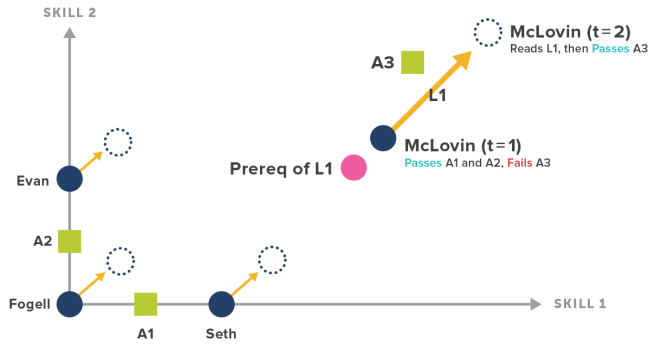 SKILL 2
McLovin (t=2)
Reads L1, then Passes A3
A3
L1
McLovin (t=1)
Passes A1 and A2, Fails A3
Prereq of L1
Evan
A2
Fogell
SKILL 1
A1
Seth